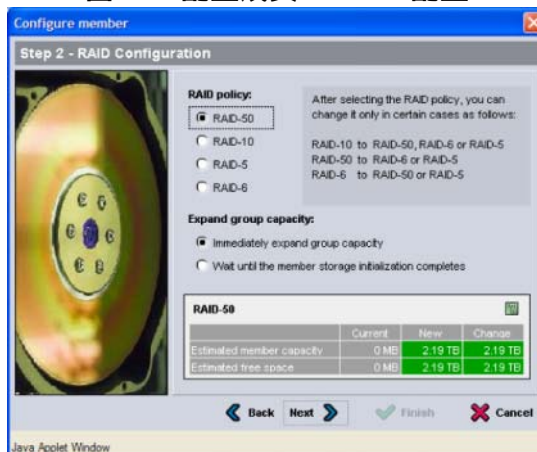 Configure member
Step 2 - RAID Configuration
RAID policy:
RAID-50
RAID-10
RAID-5
RAID-6
After selecting the RAID policy, you can
change it only in certain cases as follows:
RAID-10 to RAID-50, RAID-6 or RAID-5
RAID-50 to RAID-6 or RAID-5
RAID-6 to RAID-50 or RAID-5
Expand group capacity:
Immediately expand group capacity
Wait until the member storage initialization completes
RAID-50
Current New Change
Estimated member capacity 0 MB 2.19 TB 2.19 TB
Estimated free space 0 MB 2.19 TB 2.19 TB
Back Next Finish Cancel
Java Applet Window